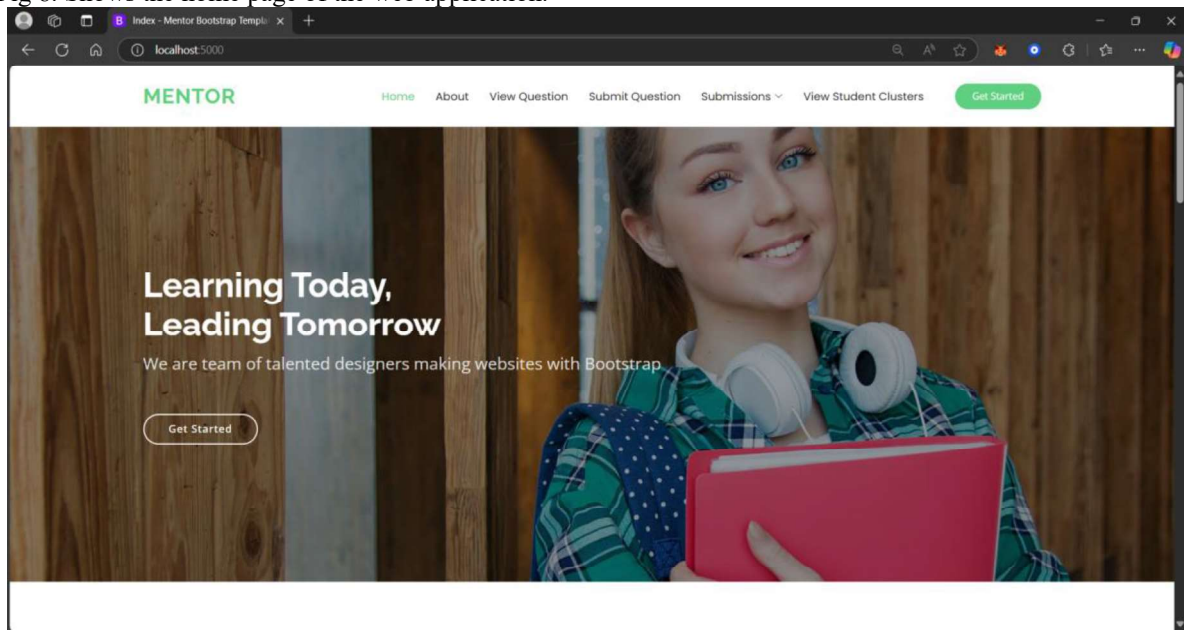 Index - Mentor Bootstrap Templa
localhost:5000
MENTOR
Home About View Question Submit Question Submissions View Student Clusters Get Started
Learning Today,
Leading Tomorrow
We are team of talented designers making websites with Bootstrap
Get Started